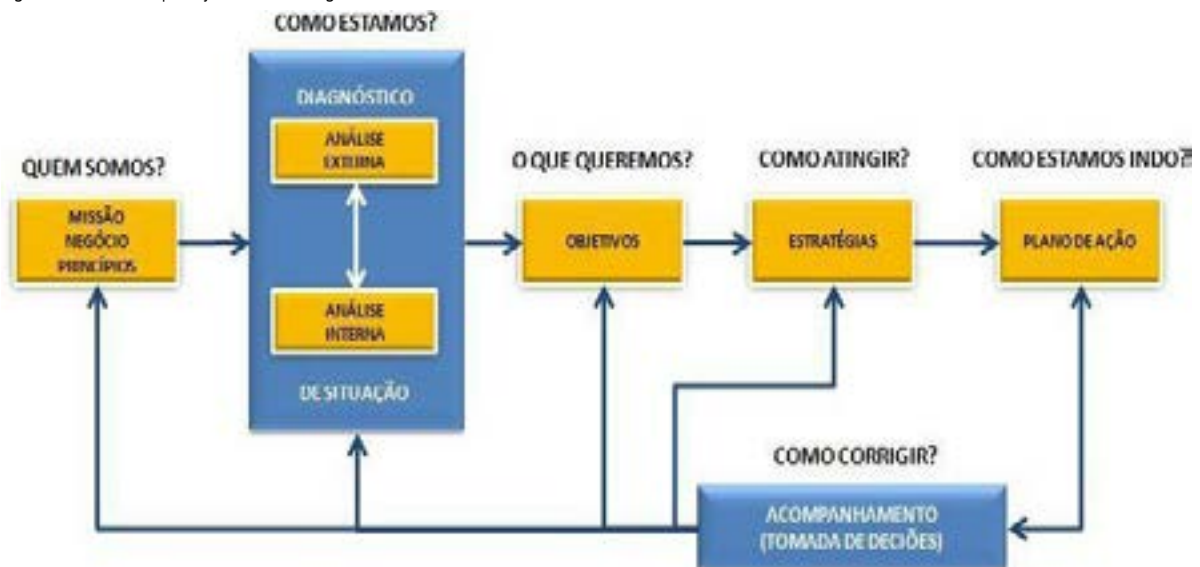 COMO ESTAMOS?
DIAGNÓSTICO
ANÁLISE
EXTERNA
ANÁLISE
INTERNA
DE SITUAÇÃO
QUEM SOMOS?
MISSÃO
NEGÓCIO
PRINCÍPIOS
O QUE QUEREMOS?
OBJETIVOS
COMO ATINGIR?
ESTRATÉGIAS
COMO ESTAMOS INDO?
PLANO DE AÇÃO
COMO CORRIGIR?
ACOMPANHAMENTO
(TOMADA DE DECIÕES)